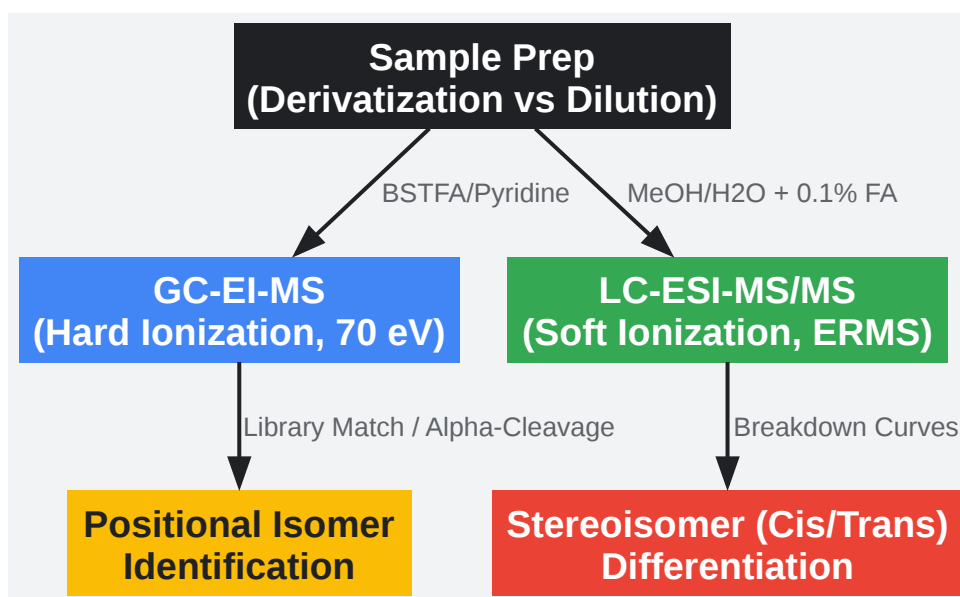 Sample Prep
(Derivatization vs Dilution)
BSTFA/Pyridine
MeOH/H2O + 0.1% FA
GC-EI-MS
(Hard Ionization, 70 eV)
LC-ESI-MS/MS
(Soft Ionization, ERMS)
Library Match / Alpha-Cleavage
Breakdown Curves
Positional Isomer
Identification
Stereoisomer (Cis/Trans)
Differentiation